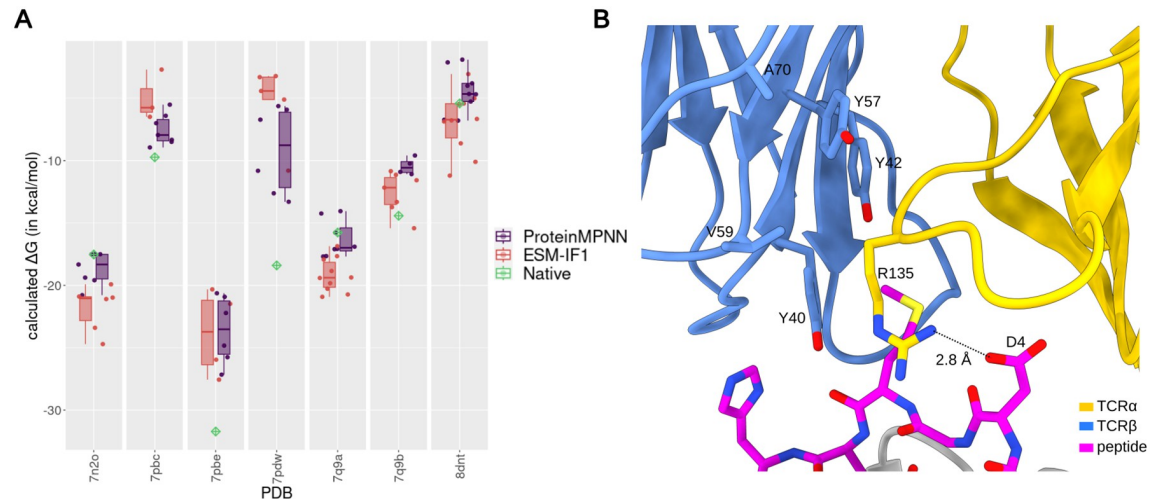 A
calculated ΔG (in kcal/mol)
-10
-20
-30
7n2o
7pbc
7pbe
7pdw
7q9a
7q9b
8dnt
PDB
ProteinMPNN
ESM-IF1
Native
B
A70
Y57
Y42
V59
R135
Y40
D4
2.8 Å
TCRα
TCRβ
peptide